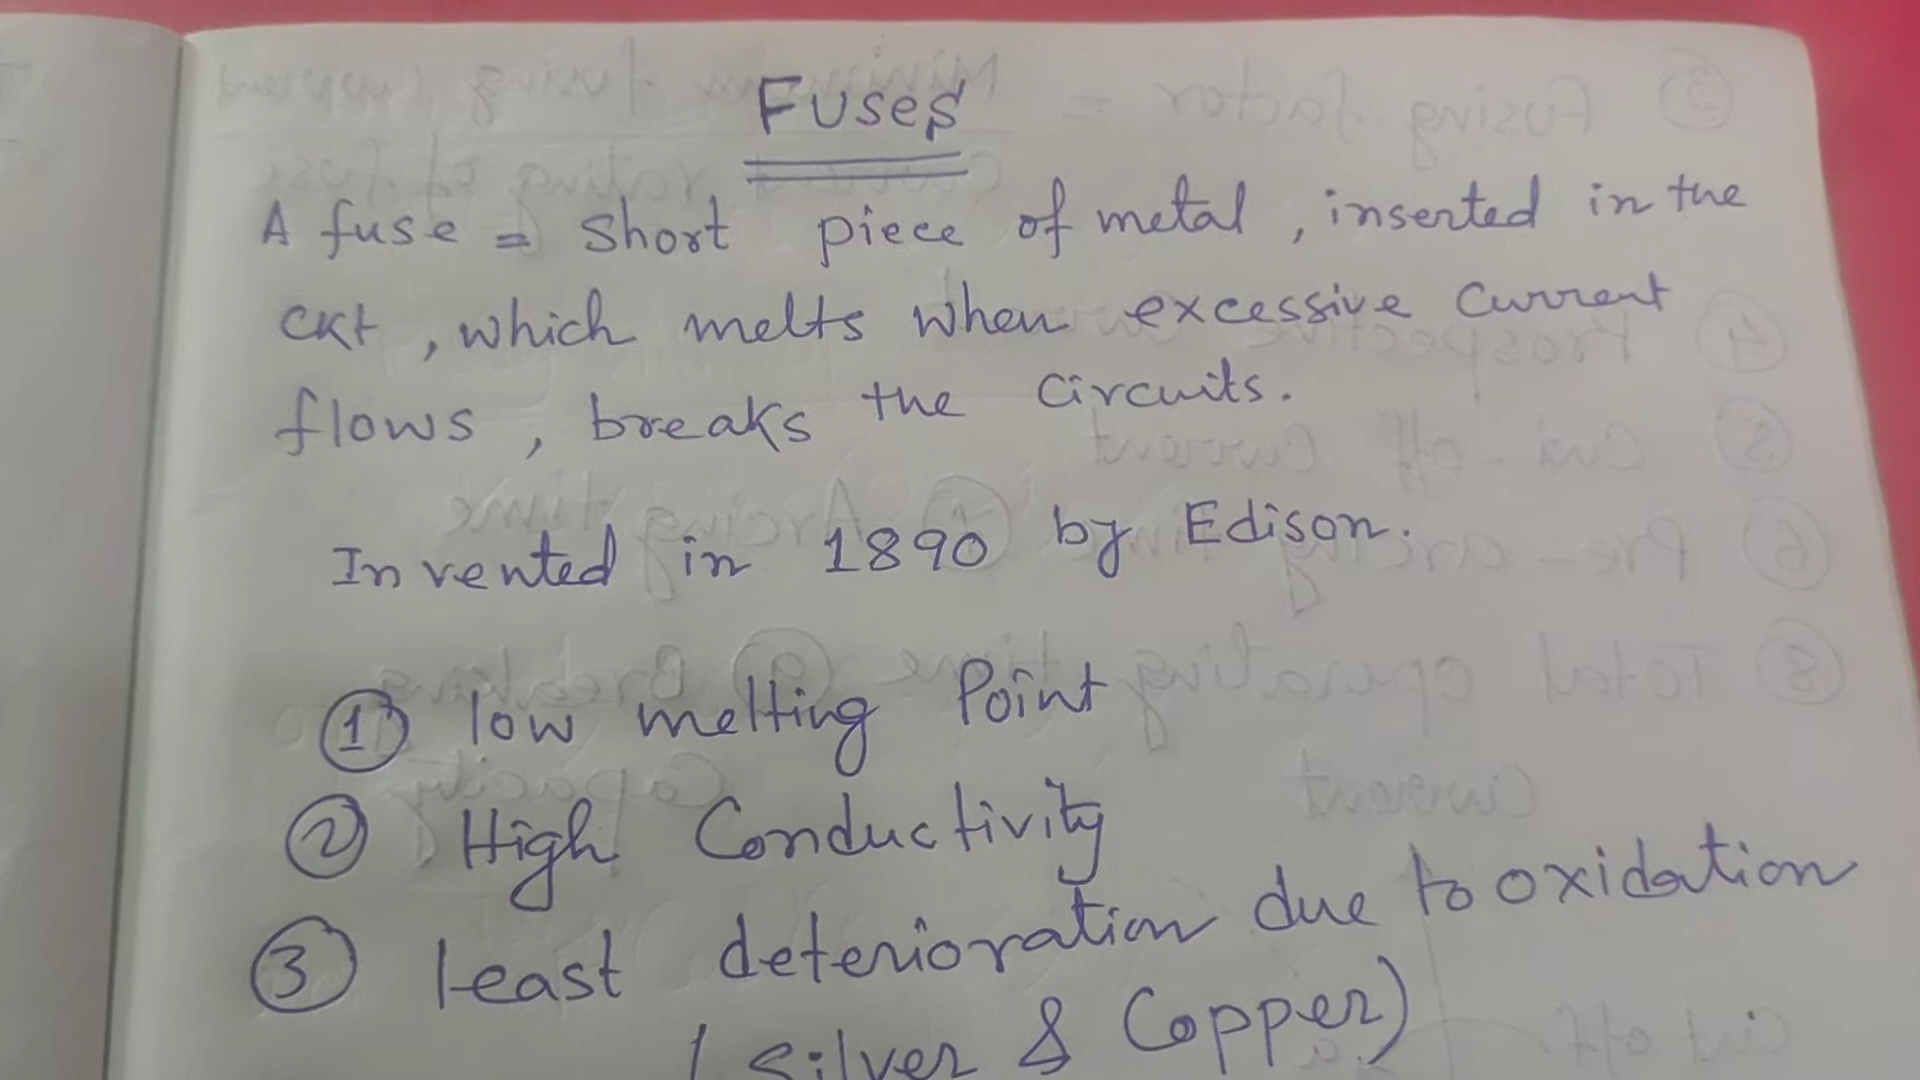 Fuses
A fuse = Short piece of metal, inserted in the
ckt, which melts when excessive current
flows, breaks the Circuits.
Invented in 1890 by Edison.
① low melting Point
② High Conductivity
③ least deterioration due to oxidation
( Silver & Copper)